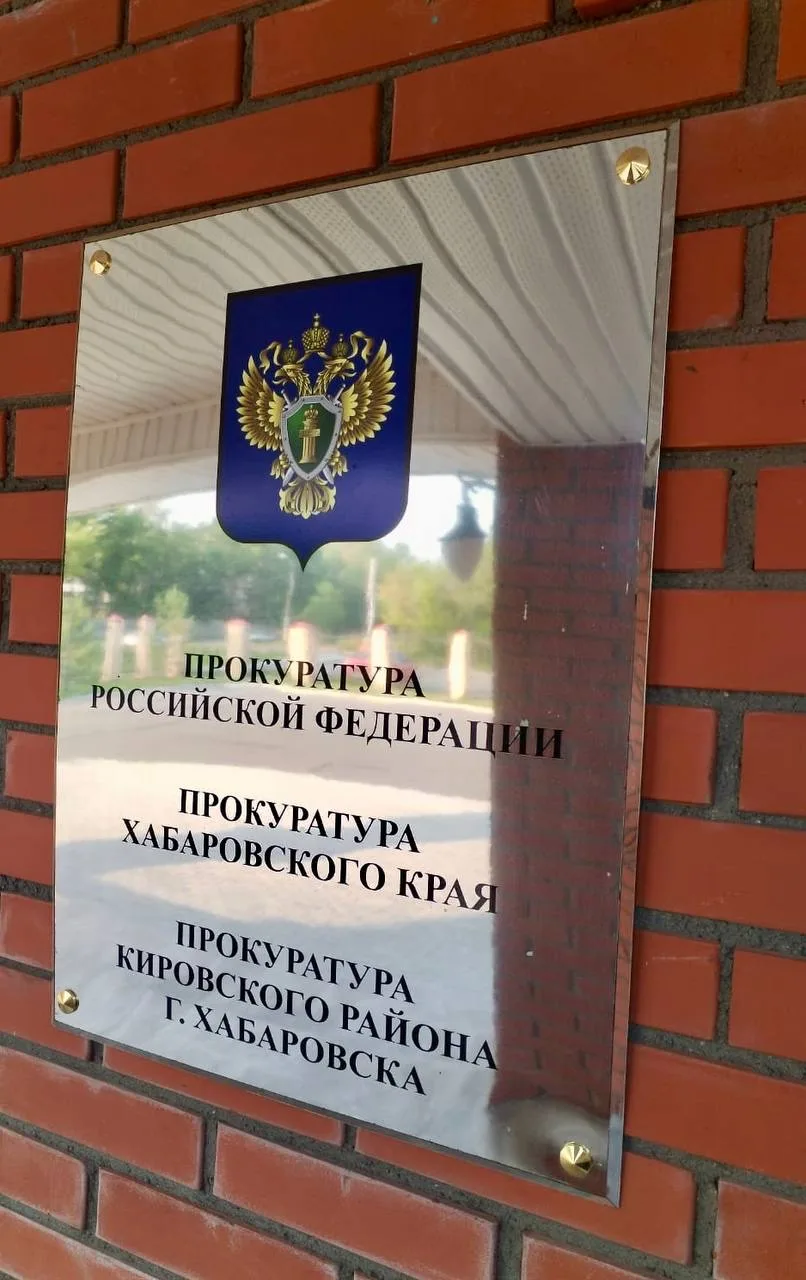 ПРОКУРАТУРА
РОССИЙСКОЙ ФЕДЕРАЦИИ
ПРОКУРАТУРА
ХАБАРОВСКОГО КРАЯ
ПРОКУРАТУРА
КИРОВСКОГО РАЙОНА
Г. ХАБАРОВСКА